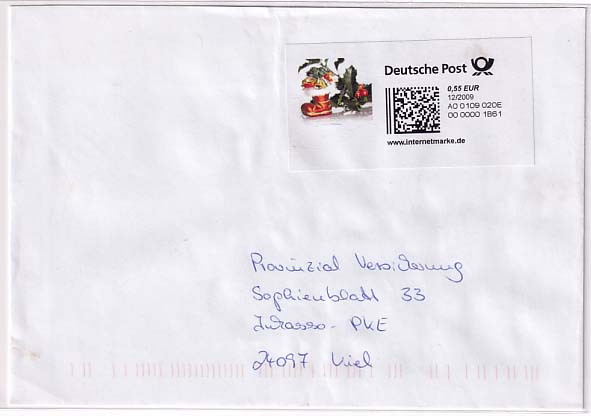 Deutsche Post
0,55 EUR
12/2009
A0 0109 020E
00 0000 1B61
www.internetmarke.de
Provinzial Versicherung
Sophienblatt 33
Inkasso- PKE
24097 Kiel